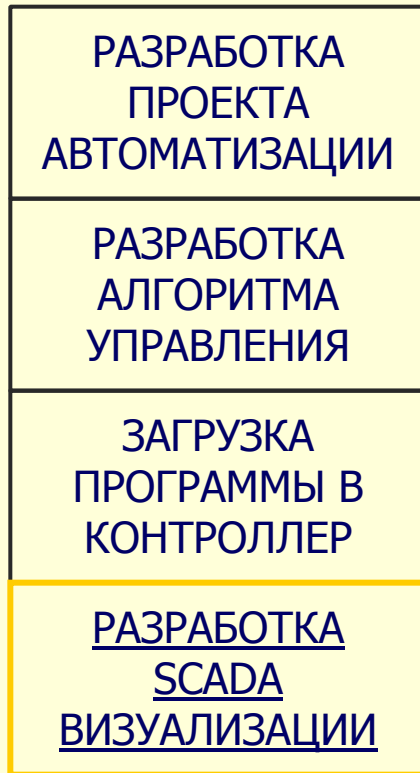 РАЗРАБОТКА
ПРОЕКТА
АВТОМАТИЗАЦИИ
РАЗРАБОТКА
АЛГОРИТМА
УПРАВЛЕНИЯ
ЗАГРУЗКА
ПРОГРАММЫ В
КОНТРОЛЛЕР
РАЗРАБОТКА
SCADA
ВИЗУАЛИЗАЦИИ